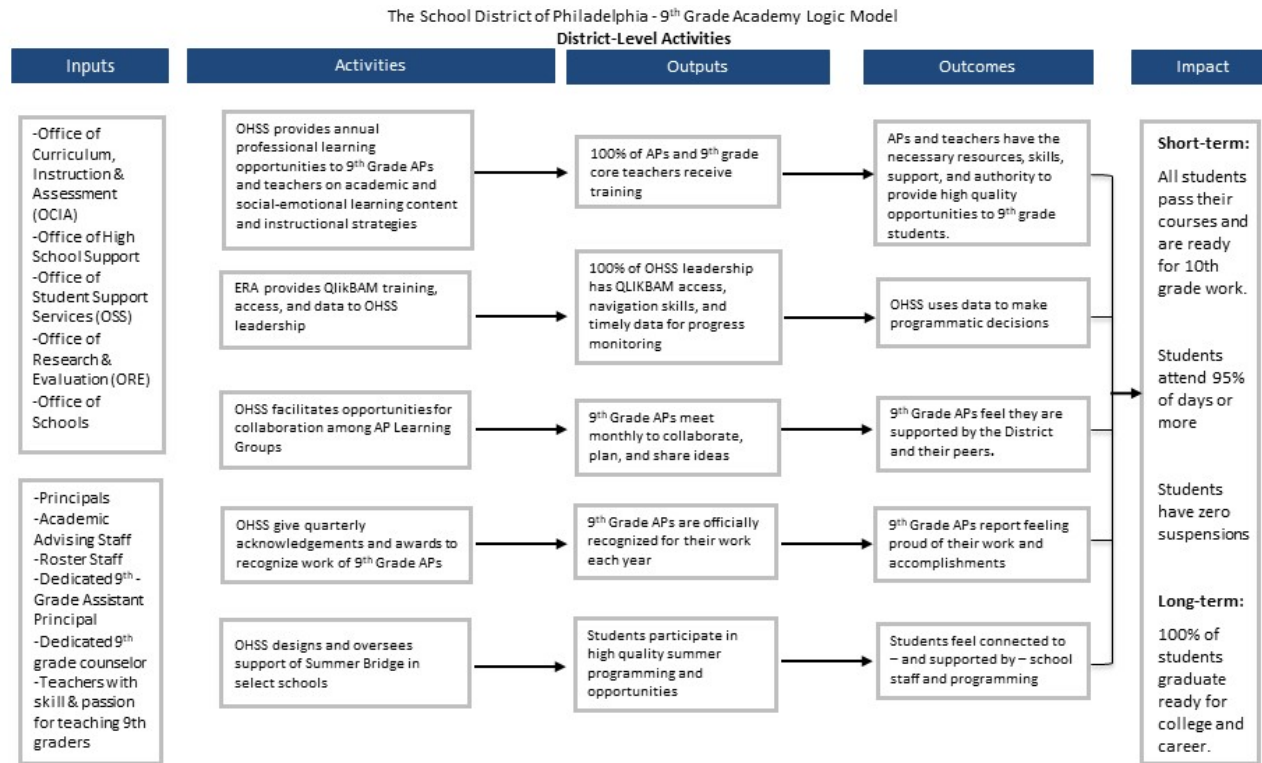 The School District of Philadelphia - 9th Grade Academy Logic Model
District-Level Activities
Inputs
Activities
Outputs
Outcomes
Impact
-Office of
Curriculum,
Instruction &
Assessment
(OCIA)
-Office of High
School Support
-Office of
Student Support
Services (OSS)
-Office of
Research &
Evaluation (ORE)
-Office of
Schools
-Principals
-Academic
Advising Staff
-Roster Staff
-Dedicated 9th -
Grade Assistant
Principal
-Dedicated 9th
grade counselor
-Teachers with
skill & passion
for teaching 9th
graders
OHSS provides annual
professional learning
opportunities to 9th Grade APs
and teachers on academic and
social-emotional learning content
and instructional strategies
100% of APs and 9th grade
core teachers receive
training
APs and teachers have the
necessary resources, skills,
support, and authority to
provide high quality
opportunities to 9th grade
students.
ERA provides QlikBAM training,
access, and data to OHSS
leadership
100% of OHSS leadership
has QLIKBAM access,
navigation skills, and
timely data for progress
monitoring
OHSS uses data to make
programmatic decisions
OHSS facilitates opportunities for
collaboration among AP Learning
Groups
9th Grade APs meet
monthly to collaborate,
plan, and share ideas
9th Grade APs feel they are
supported by the District
and their peers.
OHSS give quarterly
acknowledgements and awards to
recognize work of 9th Grade APs
9th Grade APs are officially
recognized for their work
each year
9th Grade APs report feeling
proud of their work and
accomplishments
OHSS designs and oversees
support of Summer Bridge in
select schools
Students participate in
high quality summer
programming and
opportunities
Students feel connected to
– and supported by – school
staff and programming
Short-term:
All students
pass their
courses and
are ready
for 10th
grade work.
Students
attend 95%
of days or
more
Students
have zero
suspensions
Long-term:
100% of
students
graduate
ready for
college and
career.